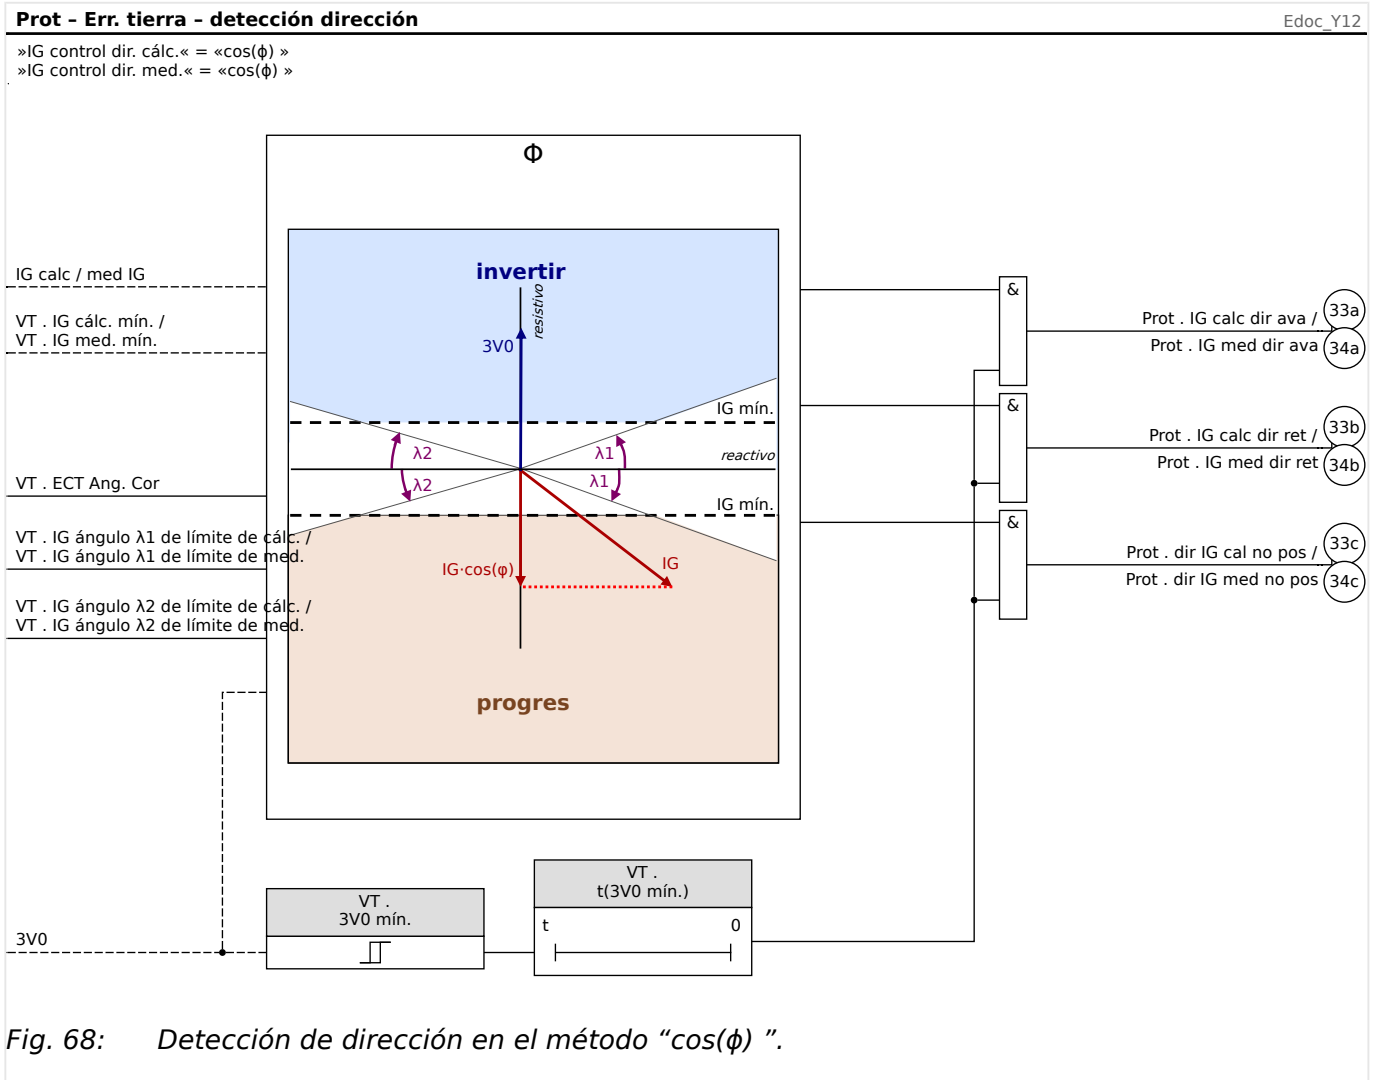 Prot – Err. tierra – detección dirección
Edoc_Y12
»IG control dir. cálc.« = «cos(ϕ) »
»IG control dir. med.« = «cos(ϕ) »
Φ
invertir
resistivo
3V0
IG calc / med IG
VT . IG cálc. mín. /
VT . IG med. mín.
IG mín.
λ2
λ1
reactivo
λ2
λ1
IG mín.
VT . ECT Ang. Cor
VT . IG ángulo λ1 de límite de cálc. /
VT . IG ángulo λ1 de límite de med.
IG·cos(φ)
IG
VT . IG ángulo λ2 de límite de cálc. /
VT . IG ángulo λ2 de límite de med.
progres
&
Prot . IG calc dir ava /
33a
Prot . IG med dir ava
34a
&
Prot . IG calc dir ret /
33b
Prot . IG med dir ret
34b
&
Prot . dir IG cal no pos /
33c
Prot . dir IG med no pos
34c
VT .
t(3V0 mín.)
t
0
VT .
3V0 mín.
3V0
Fig. 68: Detección de dirección en el método “cos(ϕ) ”.